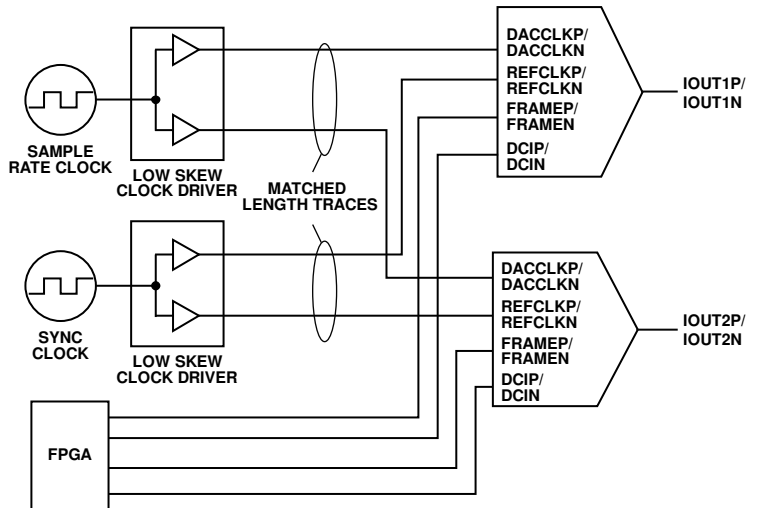 SAMPLE
RATE CLOCK
LOW SKEW
CLOCK DRIVER
MATCHED
LENGTH TRACES
DACCLKP/
DACCLKN
REFCLKP/
REFCLKN
FRAMEP/
FRAMEN
DCIP/
DCIN
IOUT1P/
IOUT1N
SYNC
CLOCK
LOW SKEW
CLOCK DRIVER
DACCLKP/
DACCLKN
REFCLKP/
REFCLKN
FRAMEP/
FRAMEN
DCIP/
DCIN
IOUT2P/
IOUT2N
FPGA